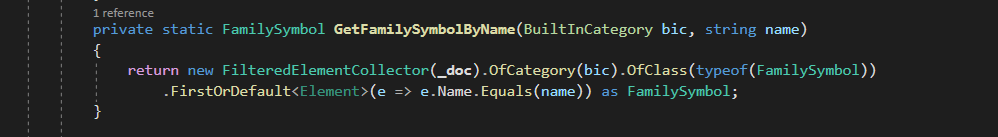 1 reference
private static FamilySymbol GetFamilySymbolByName(BuiltInCategory bic, string name)
{
return new FilteredElementCollector(_doc).OfCategory(bic).OfClass(typeof(FamilySymbol))
.FirstOrDefault<Element>(e => e.Name.Equals(name)) as FamilySymbol;
}